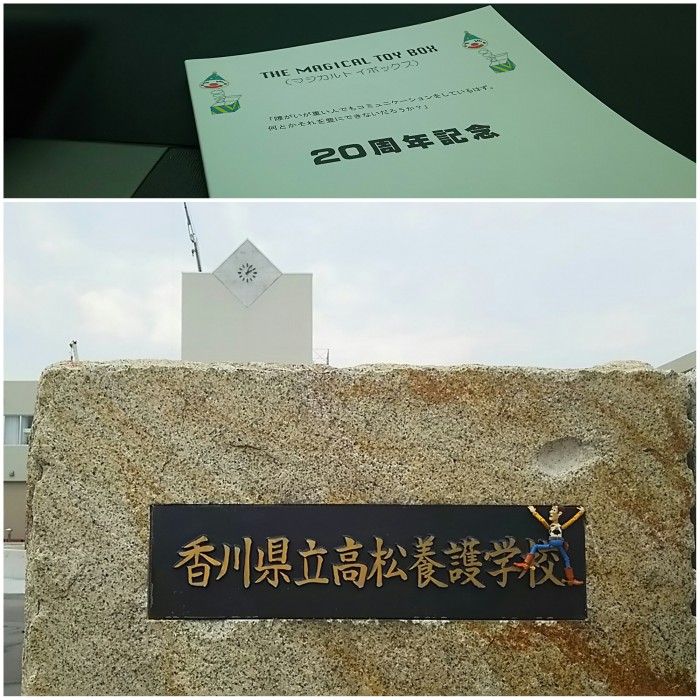 THE MAGICAL TOY BOX
（マジカルトイボックス）
「障がいが重い人でもコミュニケーションをしているはず。
何とかそれを豊にできないだろうか？」
20周年記念
香川県立高松養護学校